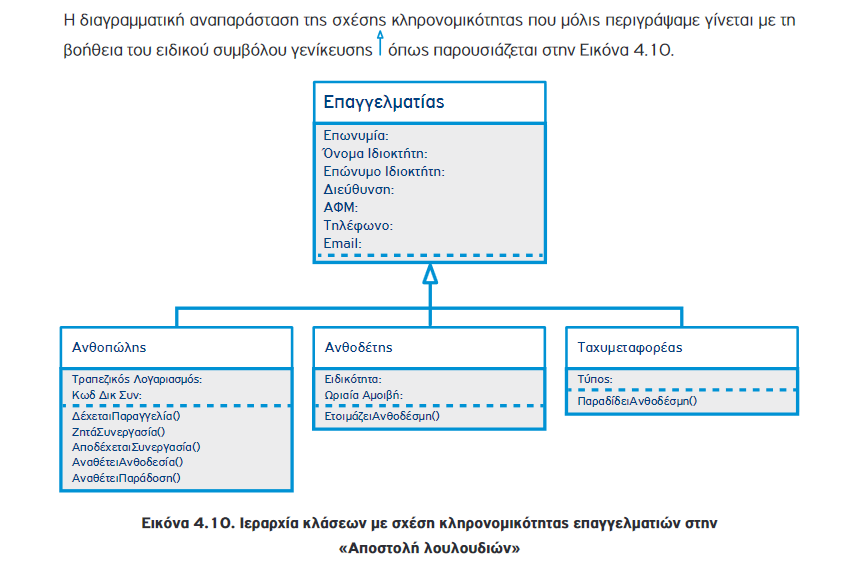 Η διαγραμματική αναπαράσταση της σχέσης κληρονομικότητας που μόλις περιγράψαμε γίνεται με τη
βοήθεια του ειδικού συμβόλου γενίκευσης όπως παρουσιάζεται στην Εικόνα 4.10.
Επαγγελματίας
Επωνυμία:
Όνομα Ιδιοκτήτη:
Επώνυμο Ιδιοκτήτη:
Διεύθυνση:
ΑΦΜ:
Τηλέφωνο:
Email:
Ανθοπώλης
Τραπεζικός Λογαριασμός:
Κωδ Δικ Συν:
ΔέχεταιΠαραγγελία()
ΖητάΣυνεργασία()
ΑποδέχεταιΣυνεργασία()
ΑναθέτειΑνθοδεσία()
ΑναθέτειΠαράδοση()
Ανθοδέτης
Ειδικότητα:
Ωριαία Αμοιβή:
ΕτοιμάζειΑνθοδέσμη()
Ταχυμεταφορέας
Τύπος:
ΠαραδίδειΑνθοδέσμη()
Εικόνα 4.10. Ιεραρχία κλάσεων με σχέση κληρονομικότητας επαγγελματιών στην
«Αποστολή λουλουδιών»